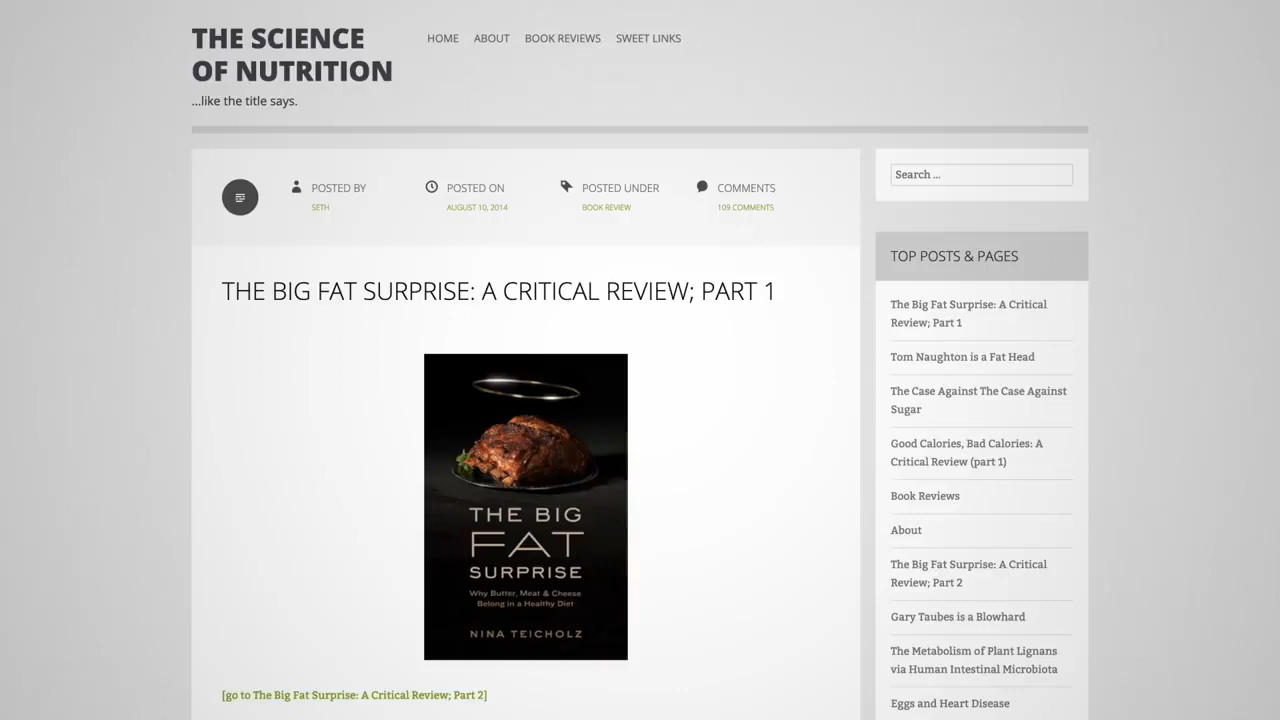 THE SCIENCE
OF NUTRITION
...like the title says.
HOME ABOUT BOOK REVIEWS SWEET LINKS
POSTED BY
SETH
POSTED ON
AUGUST 10, 2014
POSTED UNDER
BOOK REVIEW
COMMENTS
109 COMMENTS
THE BIG FAT SURPRISE: A CRITICAL REVIEW; PART 1
THE BIG
FAT
SURPRISE
Why Butter, Meat & Cheese
Belong in a Healthy Diet
NINA TEICHOLZ
[go to The Big Fat Surprise: A Critical Review; Part 2]
Search ...
TOP POSTS & PAGES
The Big Fat Surprise: A Critical
Review; Part 1
Tom Naughton is a Fat Head
The Case Against The Case Against
Sugar
Good Calories, Bad Calories: A
Critical Review (part 1)
Book Reviews
About
The Big Fat Surprise: A Critical
Review; Part 2
Gary Taubes is a Blowhard
The Metabolism of Plant Lignans
via Human Intestinal Microbiota
Eggs and Heart Disease